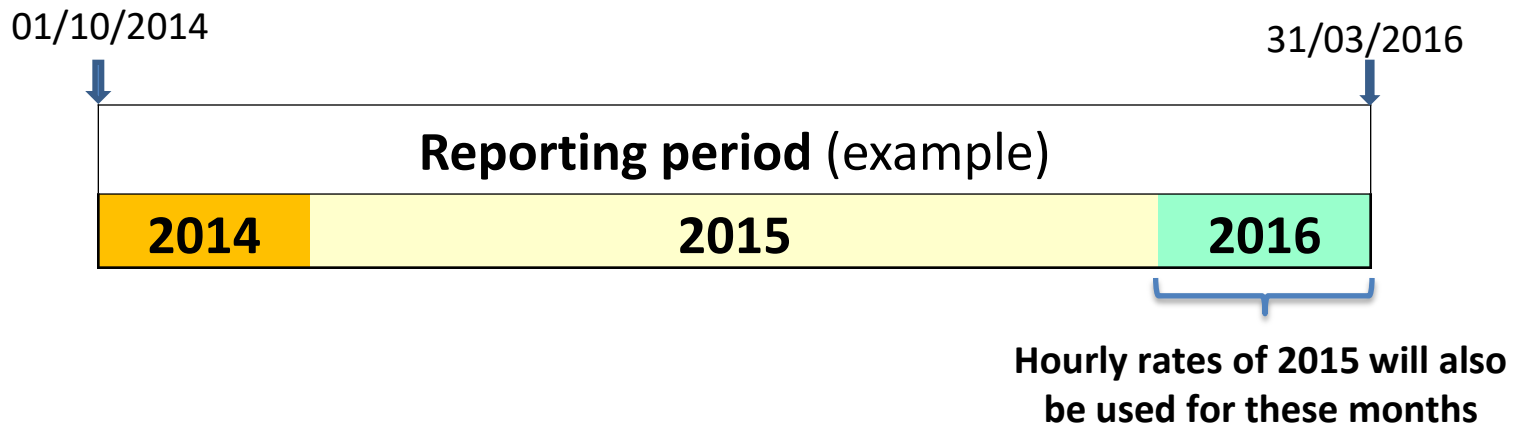 01/10/2014
31/03/2016
Reporting period (example)
2014 2015 2016
Hourly rates of 2015 will also
be used for these months